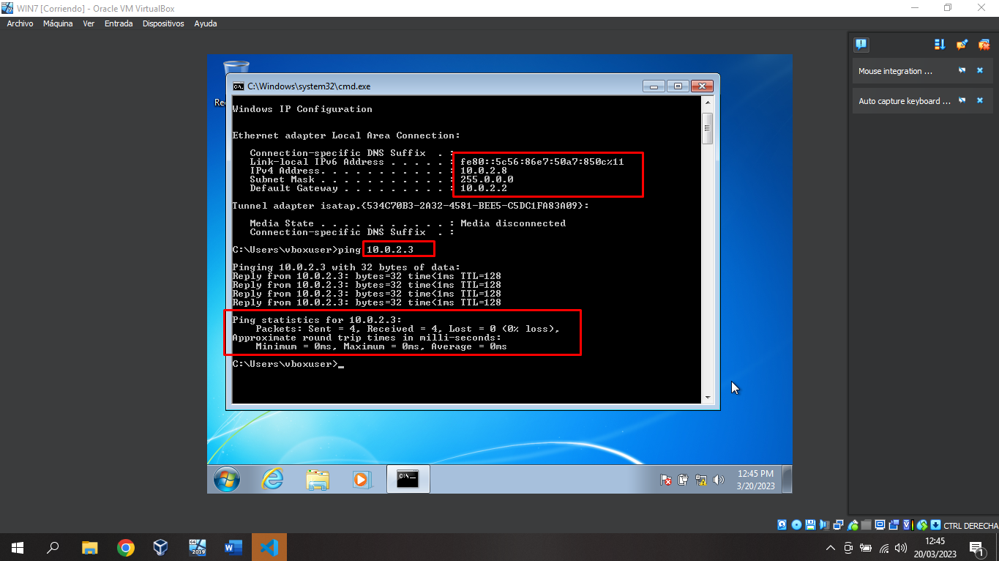 WIN7 [Corriendo] - Oracle VM VirtualBox
Archivo Máquina Ver Entrada Dispositivos Ayuda
Mouse integration ...
Auto capture keyboard ...
Re
C:\Windows\system32\cmd.exe
Windows IP Configuration
Ethernet adapter Local Area Connection:
Connection-specific DNS Suffix . :
Link-local IPv6 Address . . . . . : fe80::5c56:86e7:50a7:850c%11
IPv4 Address. . . . . . . . . . . : 10.0.2.8
Subnet Mask . . . . . . . . . . . : 255.0.0.0
Default Gateway . . . . . . . . . : 10.0.2.2
Tunnel adapter isatap.{534C70B3-2A32-4581-BEE5-C5DC1FA83A09}:
Media State . . . . . . . . . . . : Media disconnected
Connection-specific DNS Suffix . :
C:\Users\vboxuser>ping 10.0.2.3
Pinging 10.0.2.3 with 32 bytes of data:
Reply from 10.0.2.3: bytes=32 time<1ms TTL=128
Reply from 10.0.2.3: bytes=32 time<1ms TTL=128
Reply from 10.0.2.3: bytes=32 time<1ms TTL=128
Reply from 10.0.2.3: bytes=32 time<1ms TTL=128
Ping statistics for 10.0.2.3:
Packets: Sent = 4, Received = 4, Lost = 0 (0% loss),
Approximate round trip times in milli-seconds:
Minimum = 0ms, Maximum = 0ms, Average = 0ms
C:\Users\vboxuser>_
12:45 PM
3/20/2023
CTRL DERECHA
12:45
20/03/2023
1